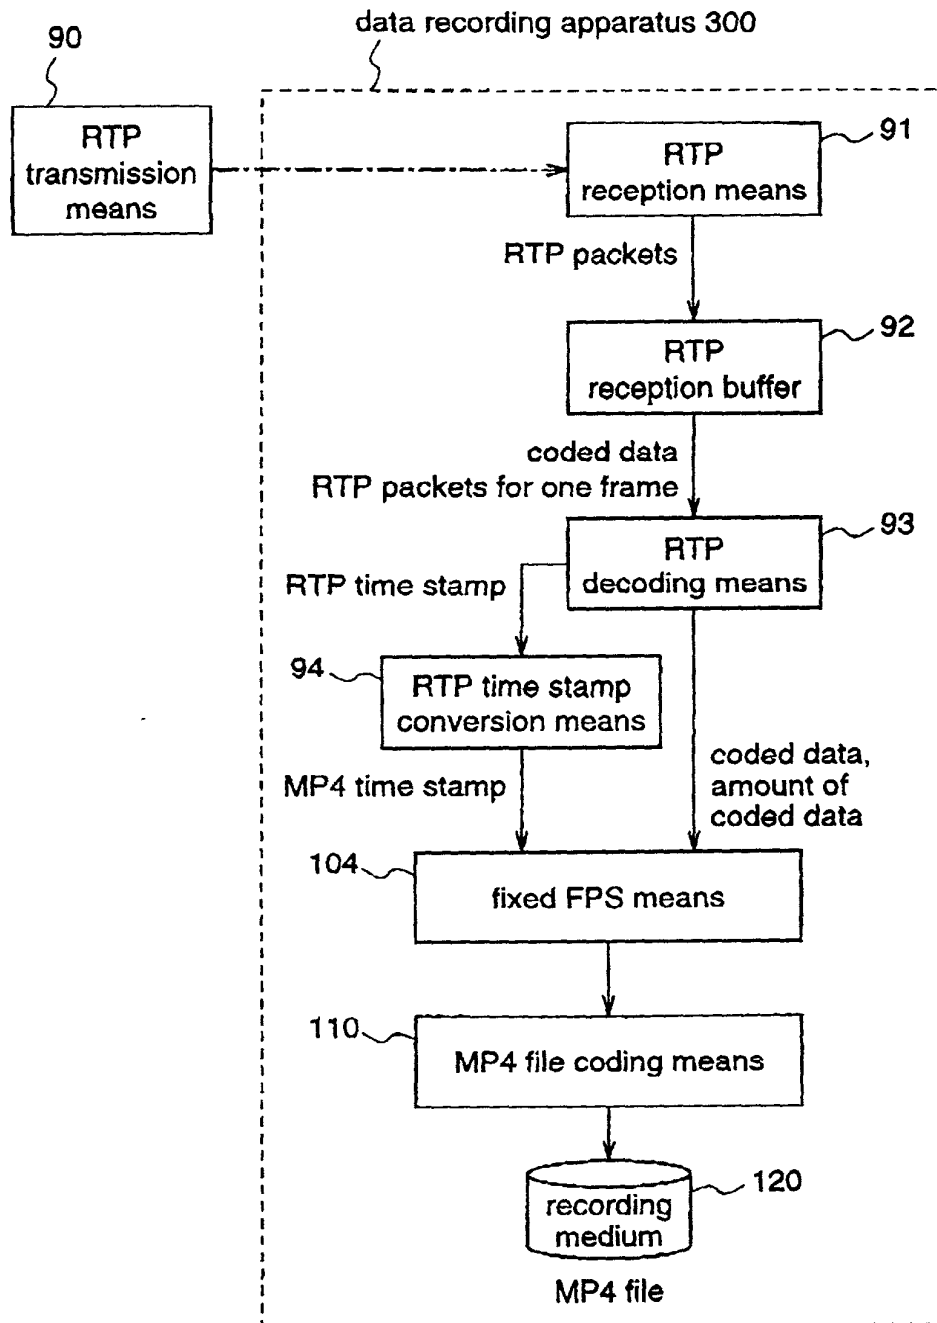 data recording apparatus 300
90
RTP
transmission
means
91
RTP
reception means
RTP packets
92
RTP
reception buffer
coded data
RTP packets for one frame
93
RTP
decoding means
RTP time stamp
94
RTP time stamp
conversion means
MP4 time stamp
coded data,
amount of
coded data
104
fixed FPS means
110
MP4 file coding means
120
recording
medium
MP4 file